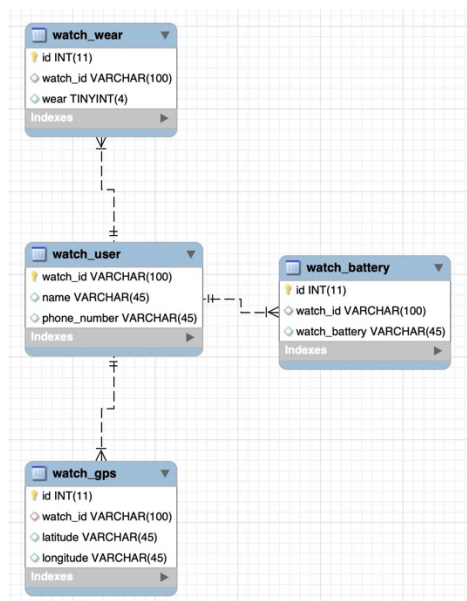 watch_wear
id INT(11)
watch_id VARCHAR(100)
wear TINYINT(4)
Indexes
watch_user
watch_id VARCHAR(100)
name VARCHAR(45)
phone_number VARCHAR(45)
Indexes
watch_battery
id INT(11)
watch_id VARCHAR(100)
watch_battery VARCHAR(45)
Indexes
watch_gps
id INT(11)
watch_id VARCHAR(100)
latitude VARCHAR(45)
longitude VARCHAR(45)
Indexes